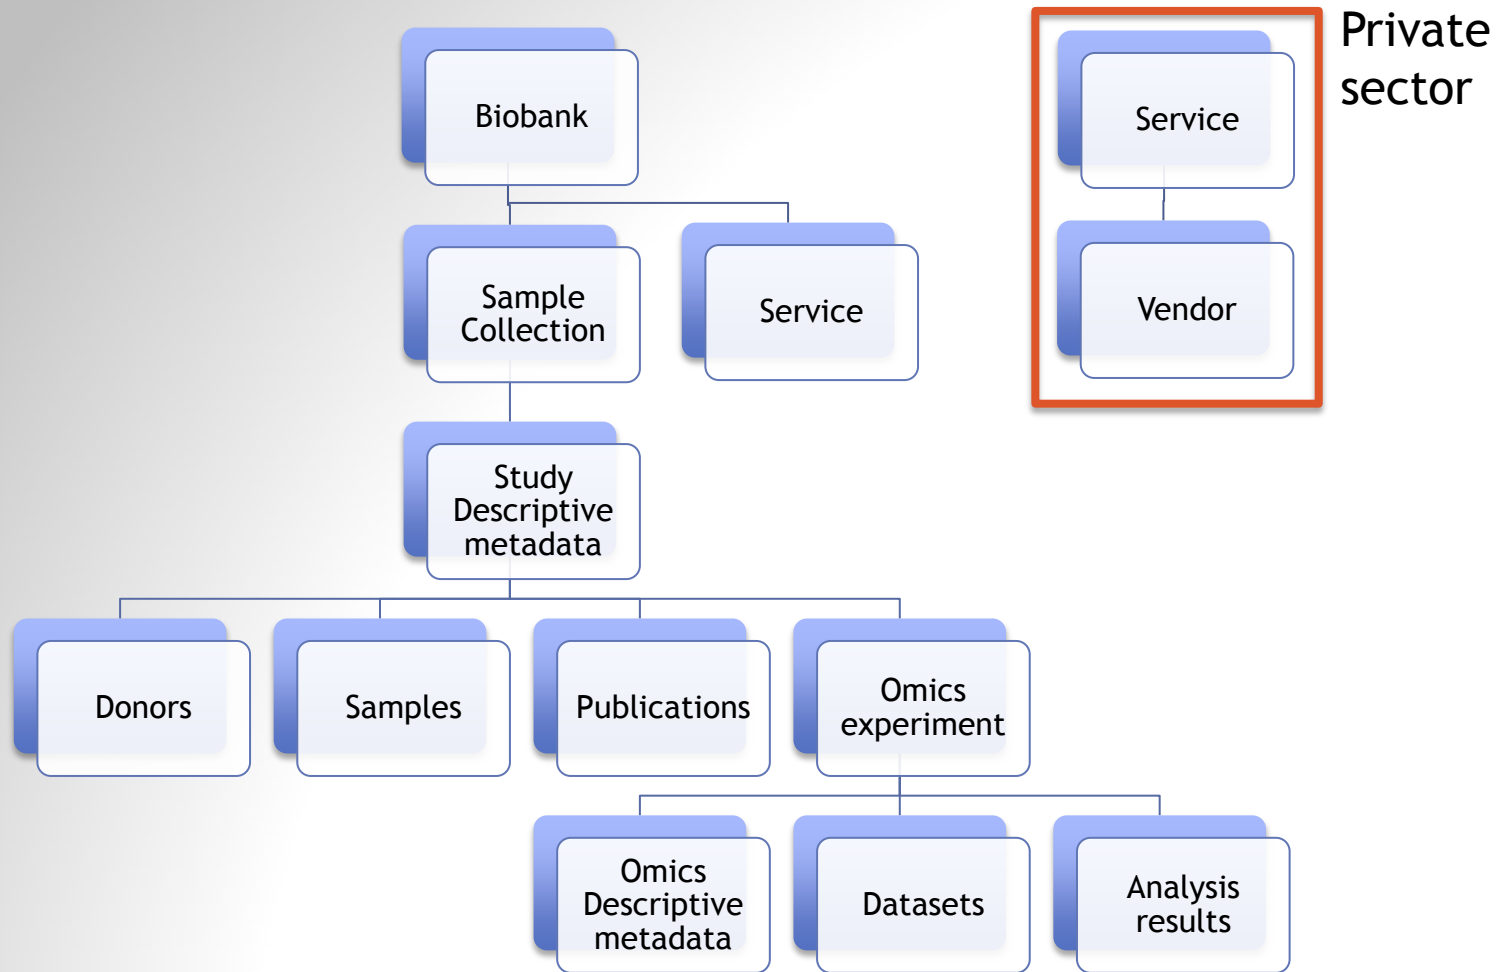 Private
sector
Biobank
Service
Sample
Collection
Service
Vendor
Study
Descriptive
metadata
Donors
Samples
Publications
Omics
experiment
Omics
Descriptive
metadata
Datasets
Analysis
results